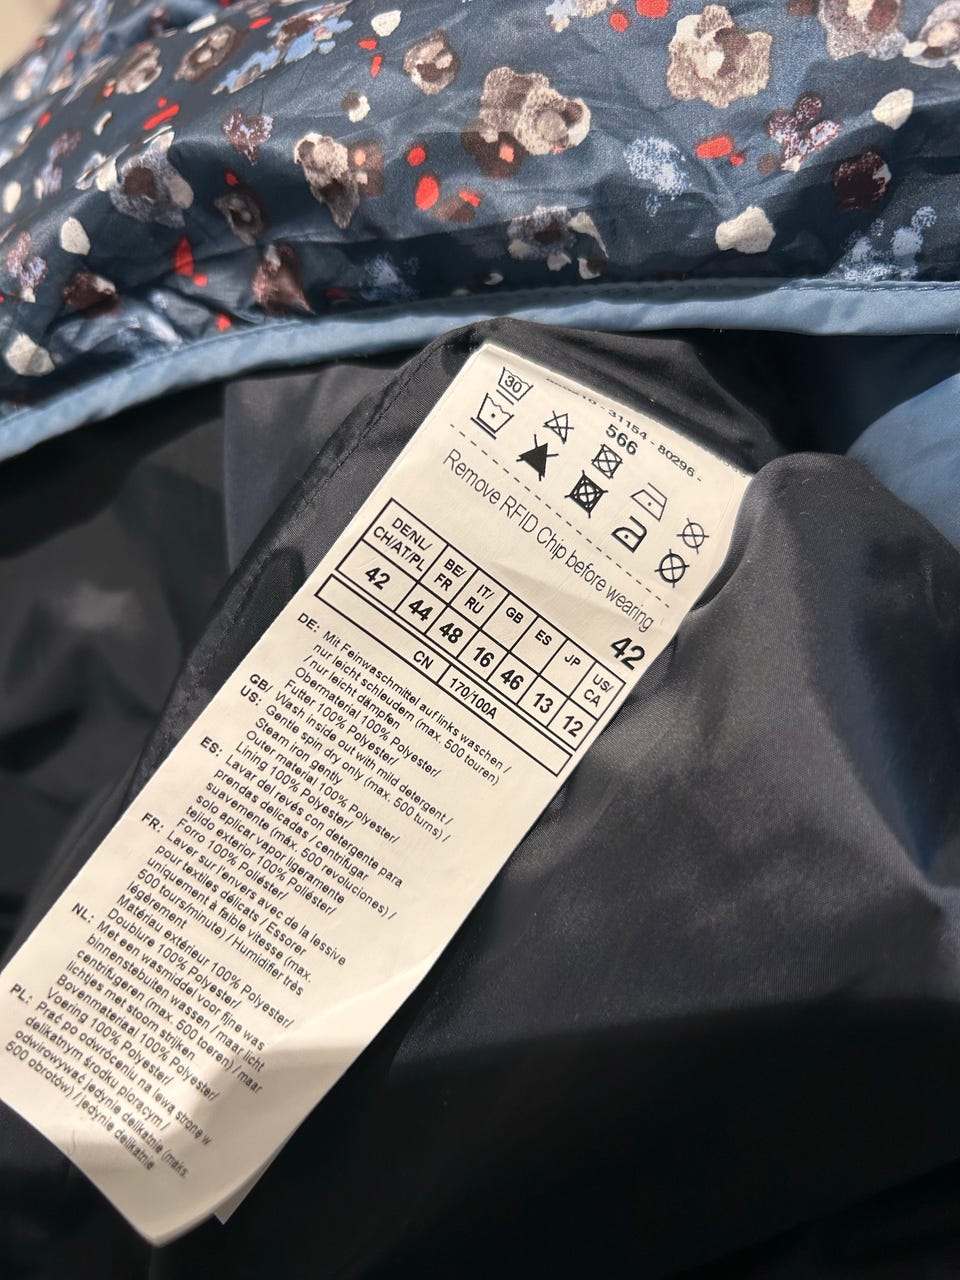 30
31154 - 80296 -
566
Remove RFID Chip before wearing
42
DE/NL/ CH/AT/PL BE/ FR IT/ RU GB ES JP US/ CA
42 44 48 16 46 13 12
CN 170/100A
DE: Mit Feinwaschmittel auf links waschen /
nur leicht schleudern (max. 500 touren)
/ nur leicht dämpfen
Obermaterial 100% Polyester/
Futter 100% Polyester/
GB/ US: Wash inside out with mild detergent /
Gentle spin dry only (max. 500 turns) /
Steam iron gently
Outer material 100% Polyester/
Lining 100% Polyester/
ES: Lavar del revés con detergente para
prendas delicadas / centrifugar
suavemente (máx. 500 revoluciones) /
solo aplicar vapor ligeramente
tejido exterior 100% Poliéster/
Forro 100% Poliéster/
FR: Laver sur l'envers avec de la lessive
pour textiles délicats / Essorer
uniquement à faible vitesse (max.
500 tours/minute) / Humidifier très
légèrement
Matériau extérieur 100% Polyester/
Doublure 100% Polyester/
NL: Met een wasmiddel voor fijne was
binnenstebuiten wassen / maar licht
centrifugeren (max. 500 toeren) / maar
lichtjes met stoom strijken
Bovenmateriaal 100% Polyester/
Voering 100% Polyester/
PL: Prać po odwróceniu na lewą stronę w
delikatnym środku piorącym /
odwirowywać jedynie delikatnie (maks.
500 obrotów) / jedynie delikatnie